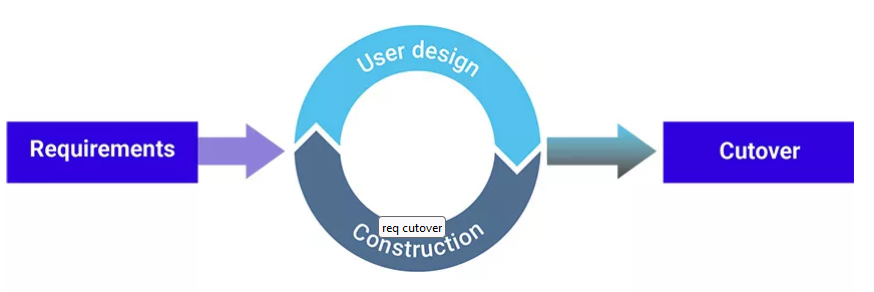 User design
Requirements
Cutover
req cutover
Construction